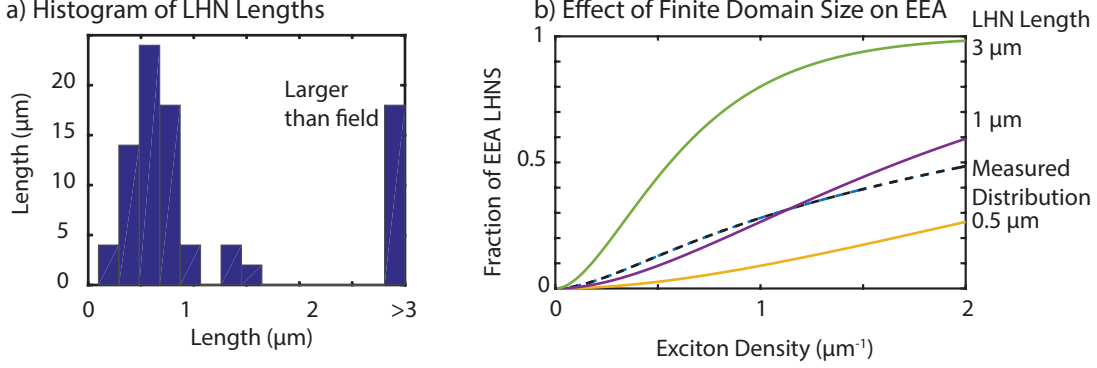 a) Histogram of LHN Lengths
Length (μm)
20
15
10
5
0
Larger
than field
0
1
2
>3
Length (μm)
b) Effect of Finite Domain Size on EEA
Fraction of EEA LHNS
1
0.5
0
0
1
2
Exciton Density (μm⁻¹)
LHN Length
3 μm
1 μm
Measured
Distribution
0.5 μm